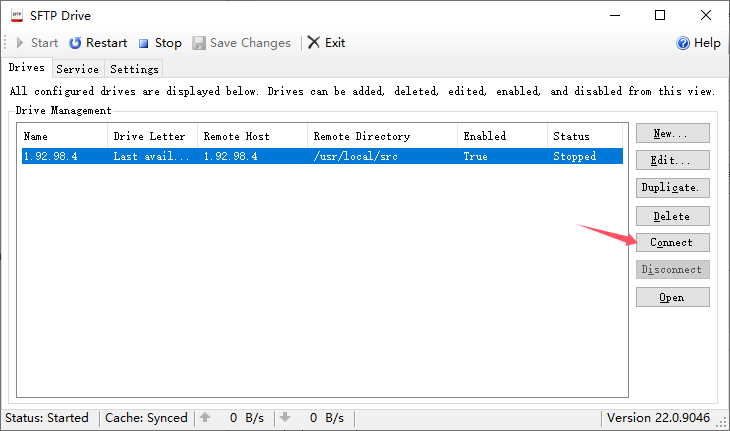 SFTP SFTP Drive
Start Restart Stop Save Changes Exit Help
Drives Service Settings
All configured drives are displayed below. Drives can be added, deleted, edited, enabled, and disabled from this view.
Drive Management
Name Drive Letter Remote Host Remote Directory Enabled Status
1.92.98.4 Last avail... 1.92.98.4 /usr/local/src True Stopped
New...
Edit...
Duplicate.
Delete
Connect
Disconnect
Open
Status: Started Cache: Synced 0 B/s 0 B/s Version 22.0.9046